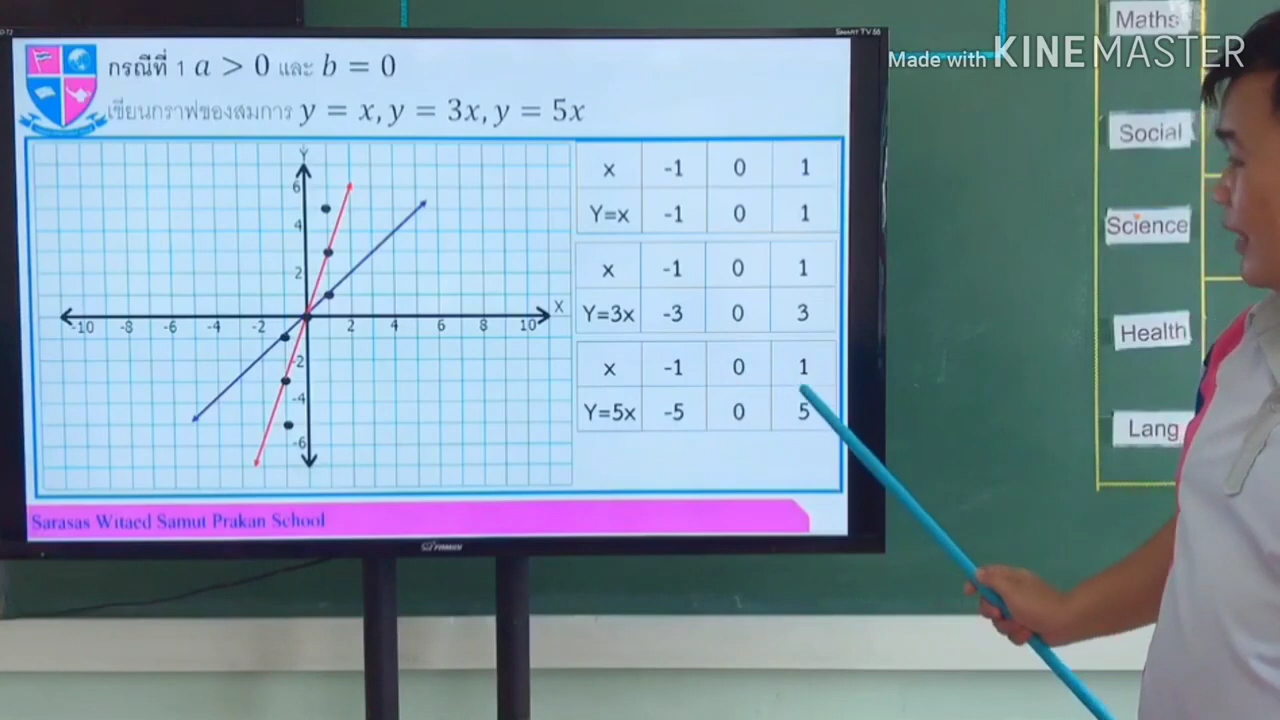 SMART TV 55
Made with KINEMASTER
กรณีที่ 1 a > 0 และ b = 0
เขียนกราฟของสมการ y = x, y = 3x, y = 5x
Y
6
4
2
-10 -8 -6 -4 -2 2 4 6 8 10 X
-2
-4
-6
x -1 0 1
Y=x -1 0 1
x -1 0 1
Y=3x -3 0 3
x -1 0 1
Y=5x -5 0 5
Sarasas Witaed Samut Prakan School
Maths
Social
Science
Health
Lang